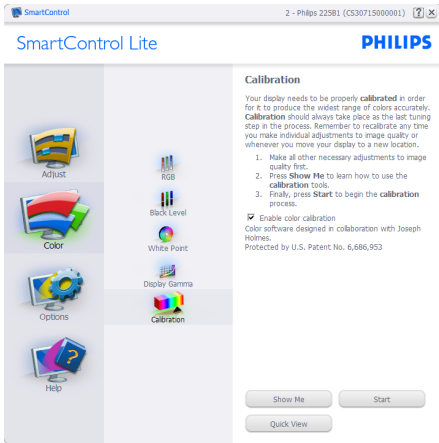 SmartControl
2 - Philips 225B1 (CS30715000001)
SmartControl Lite
PHILIPS
Adjust
Color
Options
Help
RGB
Black Level
White Point
Display Gamma
Calibration
Calibration
Your display needs to be properly calibrated in order
for it to produce the widest range of colors accurately.
Calibration should always take place as the last tuning
step in the process. Remember to recalibrate any time
you make individual adjustments to image quality or
whenever you move your display to a new location.
1. Make all other necessary adjustments to image
quality first.
2. Press Show Me to learn how to use the
calibration tools.
3. Finally, press Start to begin the calibration
process.
Enable color calibration
Color software designed in collaboration with Joseph
Holmes.
Protected by U.S. Patent No. 6,686,953
Show Me
Start
Quick View